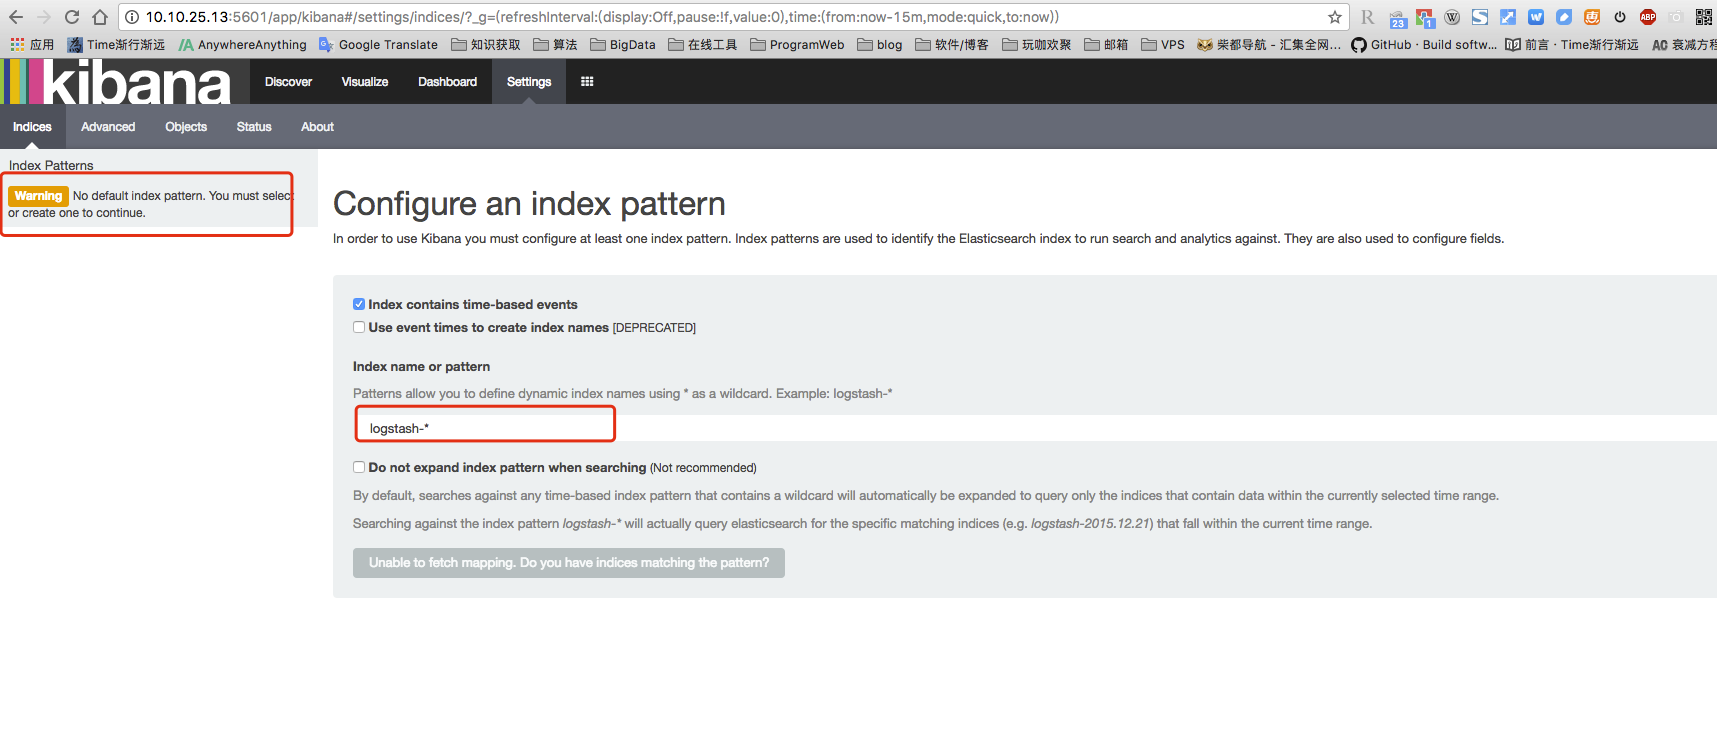 10.10.25.13:5601/app/kibana#/settings/indices/?_g=(refreshInterval:(display:Off,pause:!f,value:0),time:(from:now-15m,mode:quick,to:now))
R 23 1 W S W ABP
应用 Time渐行渐远 AnywhereAnything Google Translate 知识获取 算法 BigData 在线工具 ProgramWeb blog 软件/博客 玩咖欢聚 邮箱 VPS 柴都导航 - 汇集全网... GitHub · Build softw... 前言 · Time渐行渐远 AC 衰减方程
kibana Discover Visualize Dashboard Settings
Indices Advanced Objects Status About
Index Patterns
Warning No default index pattern. You must select
or create one to continue.
Configure an index pattern
In order to use Kibana you must configure at least one index pattern. Index patterns are used to identify the Elasticsearch index to run search and analytics against. They are also used to configure fields.
Index contains time-based events
Use event times to create index names [DEPRECATED]
Index name or pattern
Patterns allow you to define dynamic index names using * as a wildcard. Example: logstash-*
logstash-*
Do not expand index pattern when searching (Not recommended)
By default, searches against any time-based index pattern that contains a wildcard will automatically be expanded to query only the indices that contain data within the currently selected time range.
Searching against the index pattern logstash-* will actually query elasticsearch for the specific matching indices (e.g. logstash-2015.12.21) that fall within the current time range.
Unable to fetch mapping. Do you have indices matching the pattern?